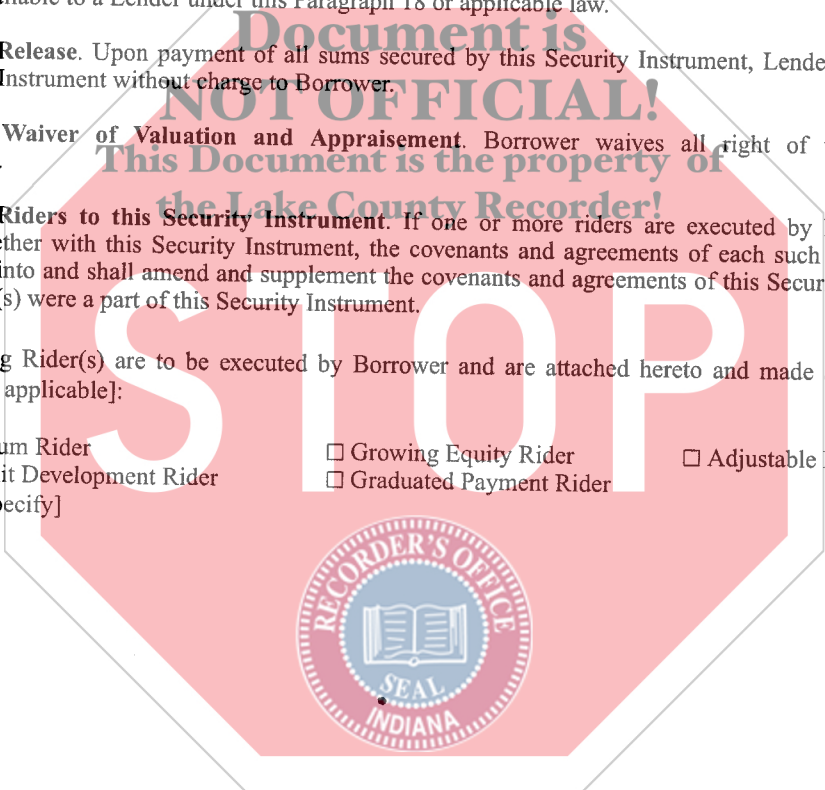 to a Lender under this Paragraph 18 or applicable law.
Document is
Release. Upon payment of all sums secured by this Security Instrument, Lende
Instrument without charge to Borrower.
NOT OFFICIAL!
Waiver of Valuation and Appraisement. Borrower waives all right of
This Document is the property of
the Lake County Recorder!
Riders to this Security Instrument. If one or more riders are executed by
ther with this Security Instrument, the covenants and agreements of each such
into and shall amend and supplement the covenants and agreements of this Secur
(s) were a part of this Security Instrument.
STOP
g Rider(s) are to be executed by Borrower and are attached hereto and made
applicable]:
um Rider ☐ Growing Equity Rider ☐ Adjustable
it Development Rider ☐ Graduated Payment Rider
ecify]
RECORDER'S OFFICE
SEAL
INDIANA